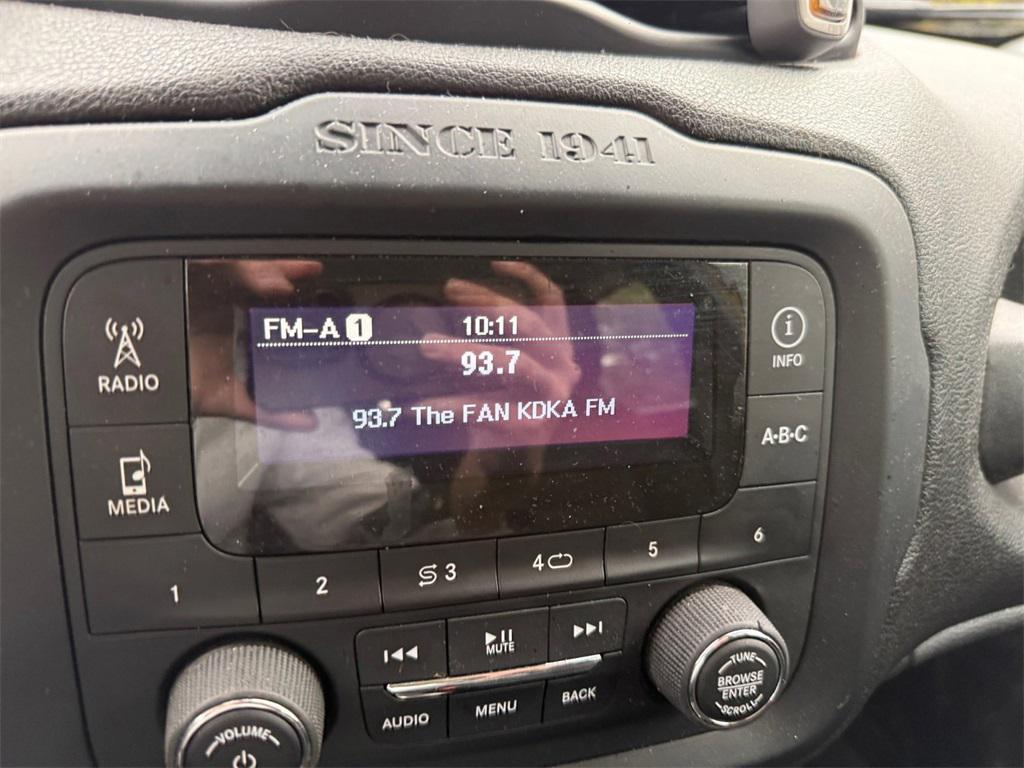 SINCE 1941
FM-A 1 10:11
93.7
93.7 The FAN KDKA FM
RADIO
MEDIA
i
INFO
A·B·C
1
2
3
4
5
6
MUTE
AUDIO
MENU
BACK
VOLUME
TUNE
BROWSE
ENTER
SCROLL